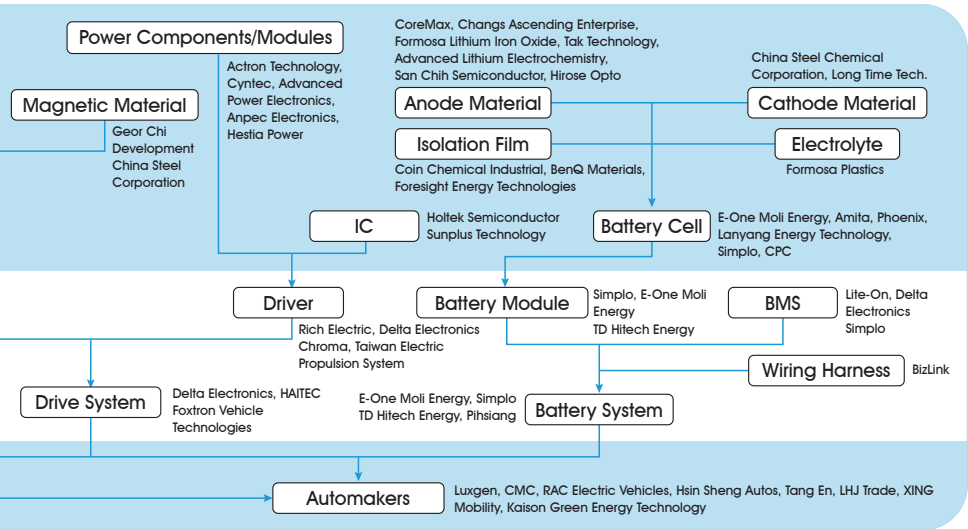 Power Components/Modules
Actron Technology,
Cyntec, Advanced
Power Electronics,
Anpec Electronics,
Hestia Power
Magnetic Material
Geor Chi
Development
China Steel
Corporation
CoreMax, Changs Ascending Enterprise,
Formosa Lithium Iron Oxide, Tak Technology,
Advanced Lithium Electrochemistry,
San Chih Semiconductor, Hirose Opto
Anode Material
China Steel Chemical
Corporation, Long Time Tech.
Cathode Material
Isolation Film
Coin Chemical Industrial, BenQ Materials,
Foresight Energy Technologies
Electrolyte
Formosa Plastics
IC
Holtek Semiconductor
Sunplus Technology
Battery Cell
E-One Moli Energy, Amita, Phoenix,
Lanyang Energy Technology,
Simplo, CPC
Driver
Rich Electric, Delta Electronics
Chroma, Taiwan Electric
Propulsion System
Battery Module
Simplo, E-One Moli
Energy
TD Hitech Energy
BMS
Lite-On, Delta
Electronics
Simplo
Wiring Harness
BizLink
Drive System
Delta Electronics, HAITEC
Foxtron Vehicle
Technologies
E-One Moli Energy, Simplo
TD Hitech Energy, Pihsiang
Battery System
Automakers
Luxgen, CMC, RAC Electric Vehicles, Hsin Sheng Autos, Tang En, LHJ Trade, XING
Mobility, Kaison Green Energy Technology